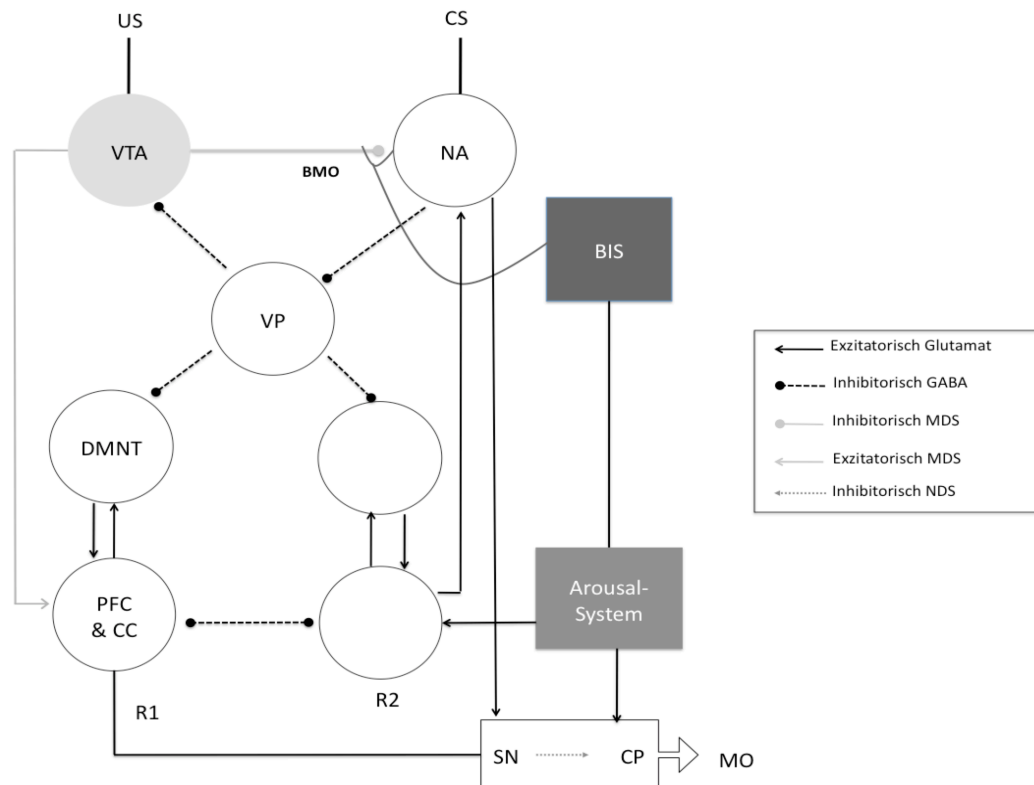 US
CS
VTA
NA
BMO
BIS
VP
Exzitatorisch Glutamat
Inhibitorisch GABA
Inhibitorisch MDS
Exzitatorisch MDS
Inhibitorisch NDS
DMNT
PFC
& CC
Arousal-
System
R1
R2
SN
CP
MO